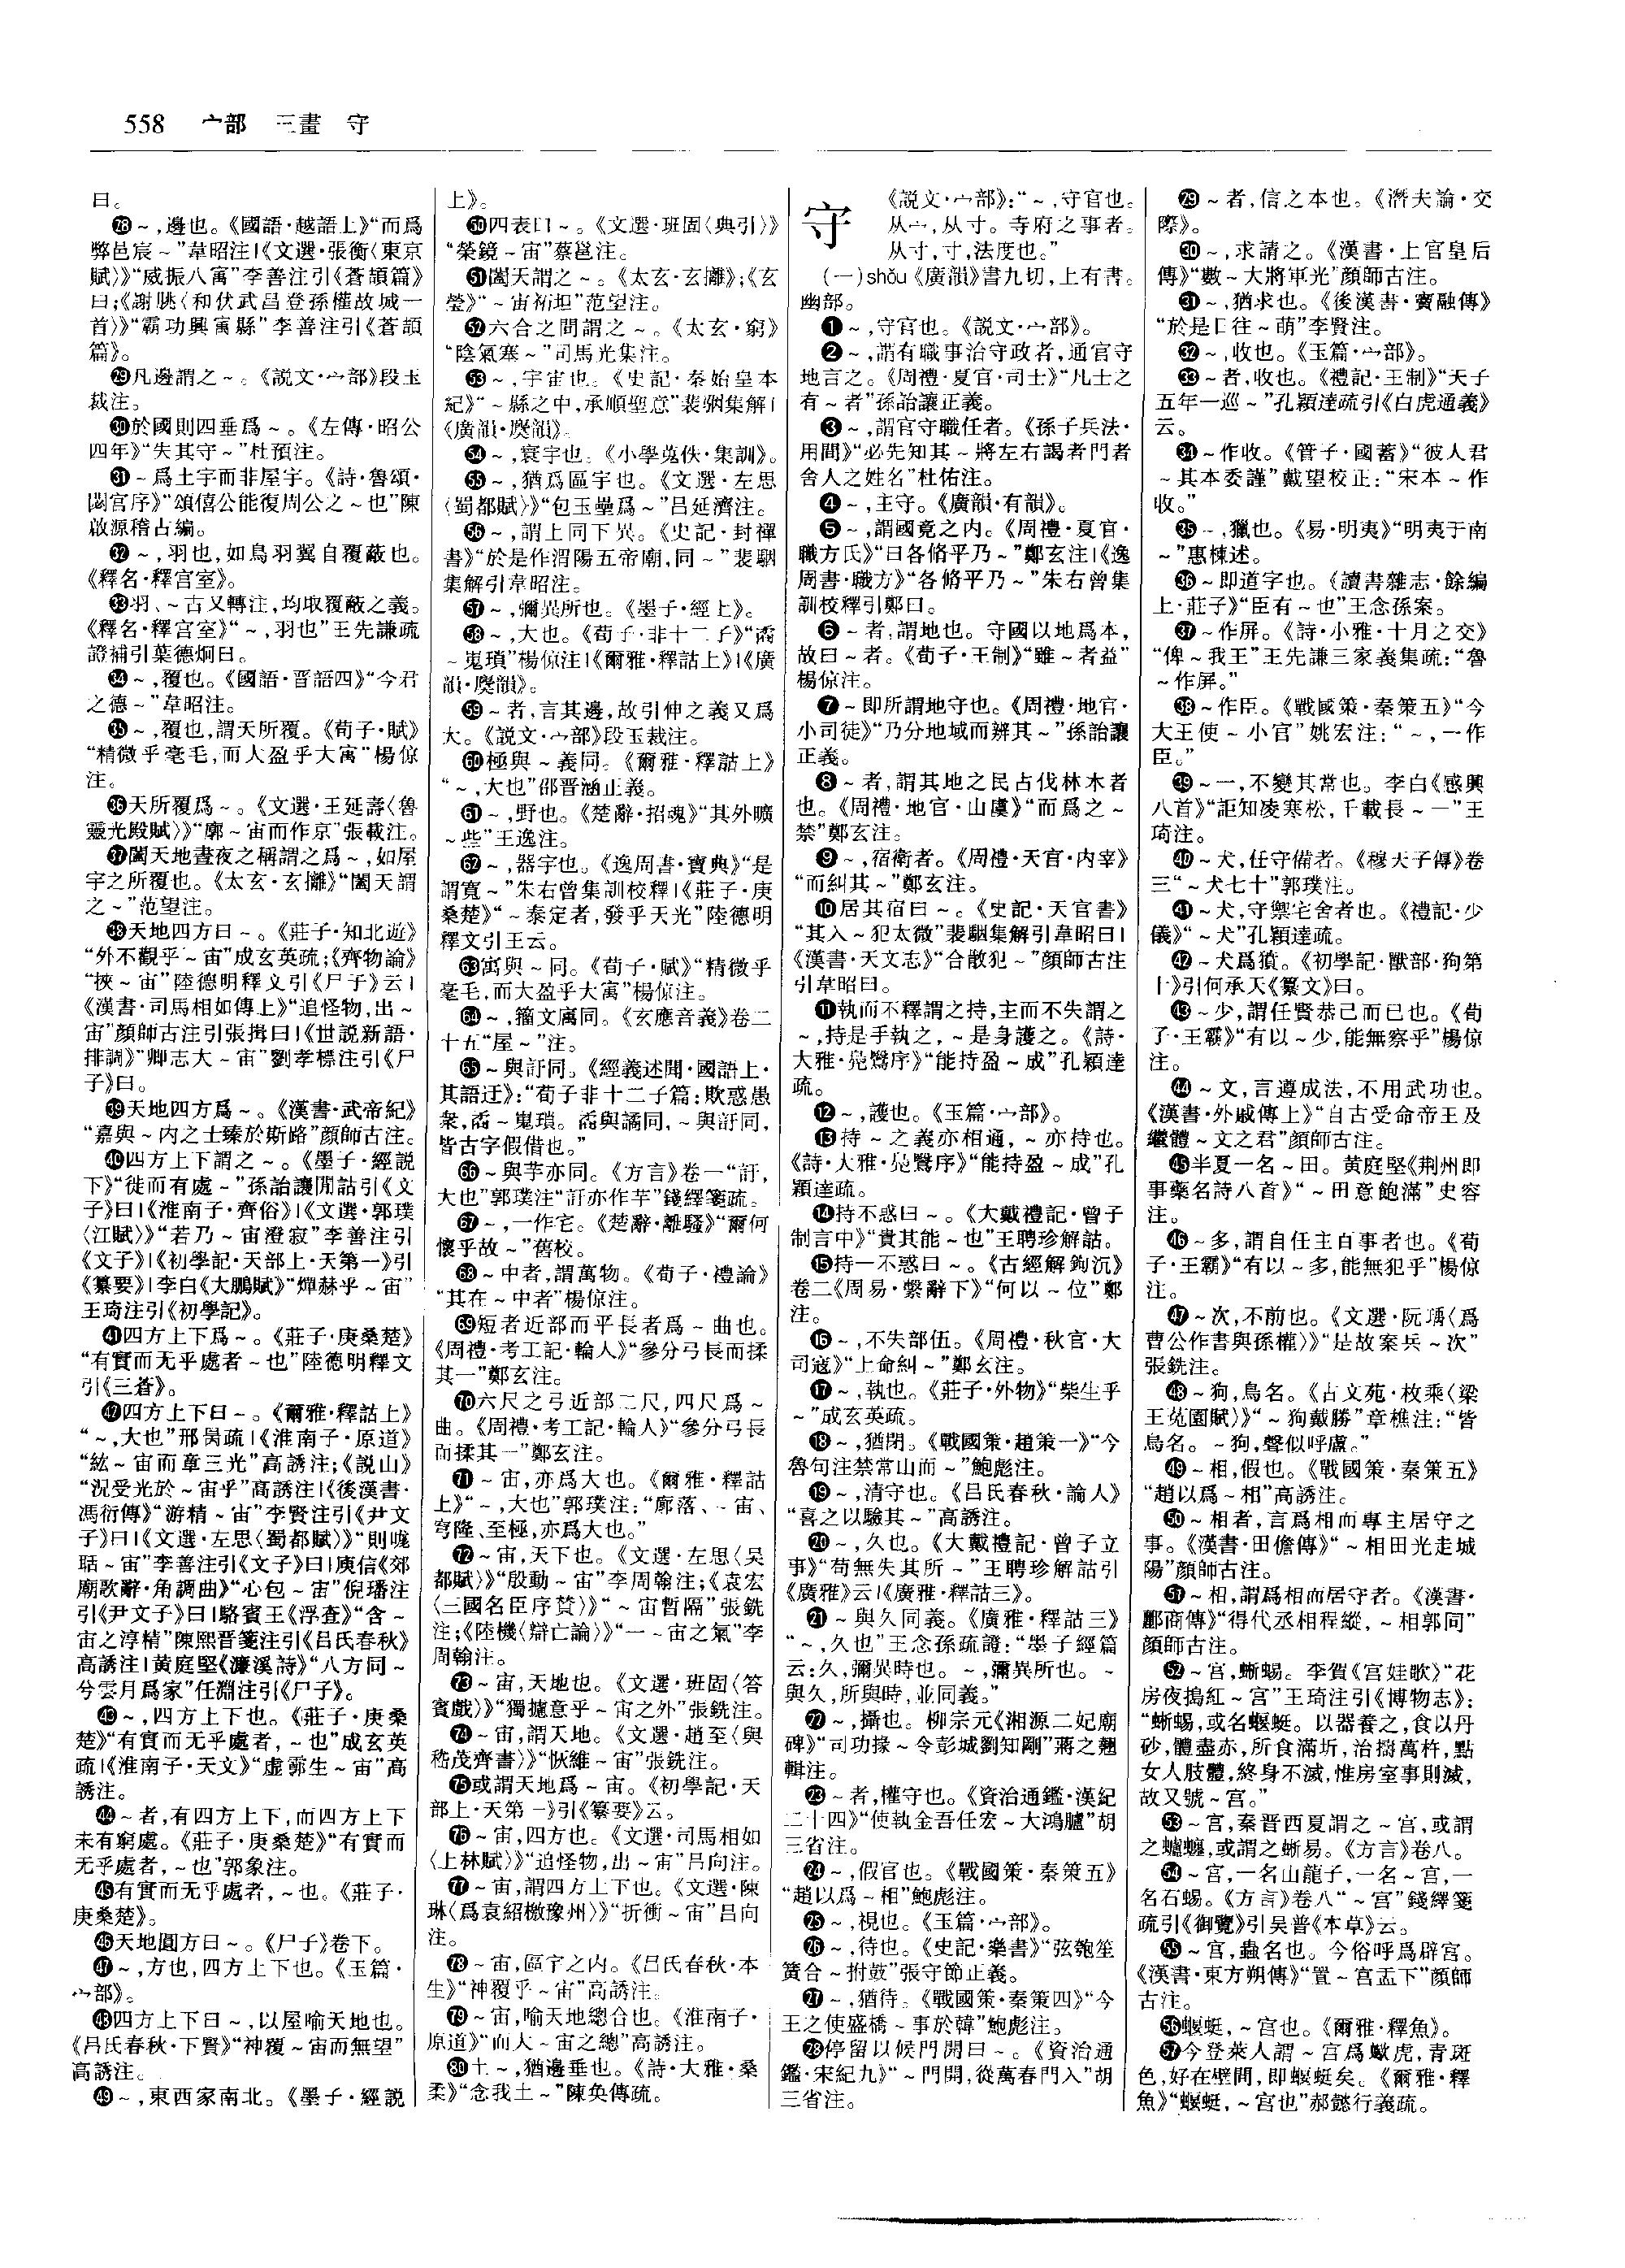 558 宀部 三畫 守
曰。
㉘～,邊也。《國語·越語上》“而爲
弊邑宸～”韋昭注|《文選·張衡〈東京
賦〉》“威振八寓”李善注引《蒼頡篇》
曰;《謝朓〈和伏武昌登孫權故城一
首〉》“霸功興寓縣”李善注引《蒼頡
篇》。
㉙凡邊謂之～。《説文·宀部》段玉
裁注。
㉚於國則四垂爲～。《左傳·昭公
四年》“失其守～”杜預注。
㉛～爲土宇而非屋宇。《詩·魯頌·
閟宫序》“頌僖公能復周公之～也”陳
啟源稽古編。
㉜～,羽也,如鳥羽翼自覆蔽也。
《釋名·釋宫室》。
㉝羽、～古又轉注,均取覆蔽之義。
《釋名·釋宫室》“～,羽也”王先謙疏
證補引葉德炯曰。
㉞～,覆也。《國語·晋語四》“今君
之德～”韋昭注。
㉟～,覆也,謂天所覆。《荀子·賦》
“精微乎毫毛,而大盈乎大寓”楊倞
注。
㊱天所覆爲～。《文選·王延壽〈魯
靈光殿賦〉》“廓～宙而作京”張載注。
㊲闔天地晝夜之稱謂之爲～,如屋
宇之所覆也。《太玄·玄攡》“闔天謂
之～”范望注。
㊳天地四方曰～。《莊子·知北遊》
“外不觀乎～宙”成玄英疏;《齊物論》
“挾～宙”陸德明釋文引《尸子》云|
《漢書·司馬相如傳上》“追怪物,出～
宙”顔師古注引張揖曰|《世説新語·
排調》“卿志大～宙”劉孝標注引《尸
子》曰。
㊴天地四方爲～。《漢書·武帝紀》
“嘉與～内之士臻於斯路”顔師古注。
㊵四方上下謂之～。《墨子·經説
下》“徙而有處～”孫詒讓閒詁引《文
子》曰|《淮南子·齊俗》|《文選·郭璞
〈江賦〉》“若乃～宙澄寂”李善注引
《文子》|《初學記·天部上·天第一》引
《纂要》|李白《大鵬賦》“燀赫乎～宙”
王琦注引《初學記》。
㊶四方上下爲～。《莊子·庚桑楚》
“有實而无乎處者～也”陸德明釋文
引《三蒼》。
㊷四方上下曰～。《爾雅·釋詁上》
“～,大也”邢昺疏|《淮南子·原道》
“紘～宙而章三光”高誘注;《説山》
“況受光於～宙乎”高誘注|《後漢書·
馮衍傳》“游精～宙”李賢注引《尹文
子》曰|《文選·左思〈蜀都賦〉》“則嘅
聒～宙”李善注引《文子》曰|庾信《郊
廟歌辭·角調曲》“心包～宙”倪璠注
引《尹文子》曰|駱賓王《浮查》“含～
宙之淳精”陳熙晋箋注引《吕氏春秋》
高誘注|黄庭堅《濂溪詩》“八方同～
兮雲月爲家”任淵注引《尸子》。
㊸～,四方上下也。《莊子·庚桑
楚》“有實而无乎處者,～也”成玄英
疏|《淮南子·天文》“虚霩生～宙”高
誘注。
㊹～者,有四方上下,而四方上下
未有窮處。《莊子·庚桑楚》“有實而
无乎處者,～也”郭象注。
㊺有實而无乎處者,～也。《莊子·
庚桑楚》。
㊻天地圓方曰～。《尸子》卷下。
㊼～,方也,四方上下也。《玉篇·
宀部》。
㊽四方上下曰～,以屋喻天地也。
《吕氏春秋·下賢》“神覆～宙而無望”
高誘注。
㊾～,東西家南北。《墨子·經説
上》。
㊿四表曰～。《文選·班固〈典引〉》
“榮鏡～宙”蔡邕注。
51闔天謂之～。《太玄·玄攡》;《玄
瑩》“～宙祏坦”范望注。
52六合之間謂之～。《太玄·窮》
“陰氣塞～”司馬光集注。
53～,宇宙也。《史記·秦始皇本
紀》“～縣之中,承順聖意”裴駰集解|
《廣韻·麌韻》。
54～,寰宇也。《小學蒐佚·集訓》。
55～,猶爲區宇也。《文選·左思
〈蜀都賦〉》“包玉壘爲～”吕延濟注。
56～,謂上同下異。《史記·封禪
書》“於是作渭陽五帝廟,同～”裴駰
集解引韋昭注。
57～,彌異所也。《墨子·經上》。
58～,大也。《荀子·非十二子》“矞
～嵬瑣”楊倞注|《爾雅·釋詁上》|《廣
韻·麌韻》。
59～者,言其邊,故引伸之義又爲
大。《説文·宀部》段玉裁注。
60極與～義同。《爾雅·釋詁上》
“～,大也”邵晋涵正義。
61～,野也。《楚辭·招魂》“其外曠
～些”王逸注。
62～,器宇也。《逸周書·寶典》“是
謂寬～”朱右曾集訓校釋|《莊子·庚
桑楚》“～泰定者,發乎天光”陸德明
釋文引王云。
63寓與～同。《荀子·賦》“精微乎
毫毛,而大盈乎大寓”楊倞注。
64～,籀文㝢同。《玄應音義》卷二
十五“屋～”注。
65～與訏同。《經義述聞·國語上·
其語迂》:“荀子非十二子篇:欺惑愚
衆,矞～嵬瑣。矞與譎同,～與訏同,
皆古字假借也。”
66～與芋亦同。《方言》卷一“訏,
大也”郭璞注“訏亦作芋”錢繹箋疏。
67～,一作宅。《楚辭·離騷》“爾何
懷乎故～”舊校。
68～中者,謂萬物。《荀子·禮論》
“其在～中者”楊倞注。
69短者近部而平長者爲～曲也。
《周禮·考工記·輪人》“參分弓長而揉
其一”鄭玄注。
70六尺之弓近部二尺,四尺爲～
曲。《周禮·考工記·輪人》“參分弓長
而揉其一”鄭玄注。
71～宙,亦爲大也。《爾雅·釋詁
上》“～,大也”郭璞注:“廓落、～宙、
穹隆、至極,亦爲大也。”
72～宙,天下也。《文選·左思〈吴
都賦〉》“殷動～宙”李周翰注;《袁宏
〈三國名臣序贊〉》“～宙暫隔”張銑
注;《陸機〈辯亡論〉》“一～宙之氣”李
周翰注。
73～宙,天地也。《文選·班固〈答
賓戲〉》“獨攄意乎～宙之外”張銑注。
74～宙,謂天地。《文選·趙至〈與
嵇茂齊書〉》“恢維～宙”張銑注。
75或謂天地爲～宙。《初學記·天
部上·天第一》引《纂要》云。
76～宙,四方也。《文選·司馬相如
〈上林賦〉》“追怪物,出～宙”吕向注。
77～宙,謂四方上下也。《文選·陳
琳〈爲袁紹檄豫州〉》“折衝～宙”吕向
注。
78～宙,區宇之内。《吕氏春秋·本
生》“神覆乎～宙”高誘注。
79～宙,喻天地總合也。《淮南子·
原道》“而大～宙之總”高誘注。
80土～,猶邊垂也。《詩·大雅·桑
柔》“念我土～”陳奂傳疏。
守
《説文·宀部》:“～,守官也。
从宀,从寸。寺府之事者。
从寸,寸,法度也。”
(一)shǒu《廣韻》書九切,上有書。
幽部。
❶～,守官也。《説文·宀部》。
❷～,謂有職事治守政者,通官守
地言之。《周禮·夏官·司士》“凡士之
有～者”孫詒讓正義。
❸～,謂官守職任者。《孫子兵法·
用間》“必先知其～將左右謁者門者
舍人之姓名”杜佑注。
❹～,主守。《廣韻·有韻》。
❺～,謂國竟之内。《周禮·夏官·
職方氏》“曰各脩平乃～”鄭玄注|《逸
周書·職方》“各脩平乃～”朱右曾集
訓校釋引鄭曰。
❻～者,謂地也。守國以地爲本,
故曰～者。《荀子·王制》“雖～者益”
楊倞注。
❼～即所謂地守也。《周禮·地官·
小司徒》“乃分地域而辨其～”孫詒讓
正義。
❽～者,謂其地之民占伐林木者
也。《周禮·地官·山虞》“而爲之～
禁”鄭玄注。
❾～,宿衛者。《周禮·天官·内宰》
“而糾其～”鄭玄注。
❿居其宿曰～。《史記·天官書》
“其入～犯太微”裴駰集解引韋昭曰|
《漢書·天文志》“合散犯～”顔師古注
引韋昭曰。
⓫執而不釋謂之持,主而不失謂之
～,持是手執之,～是身護之。《詩·
大雅·鳧鷖序》“能持盈～成”孔穎達
疏。
⓬～,護也。《玉篇·宀部》。
⓭持～之義亦相通,～亦持也。
《詩·大雅·鳧鷖序》“能持盈～成”孔
穎達疏。
⓮持不惑曰～。《大戴禮記·曾子
制言中》“貴其能～也”王聘珍解詁。
⓯持一不惑曰～。《古經解鉤沉》
卷二《周易·繫辭下》“何以～位”鄭
注。
⓰～,不失部伍。《周禮·秋官·大
司寇》“上命糾～”鄭玄注。
⓱～,執也。《莊子·外物》“柴生乎
～”成玄英疏。
⓲～,猶閉。《戰國策·趙策一》“今
魯句注禁常山而～”鮑彪注。
⓳～,清守也。《吕氏春秋·論人》
“喜之以驗其～”高誘注。
⓴～,久也。《大戴禮記·曾子立
事》“苟無失其所～”王聘珍解詁引
《廣雅》云|《廣雅·釋詁三》。
㉑～與久同義。《廣雅·釋詁三》
“～,久也”王念孫疏證:“墨子經篇
云:久,彌異時也。～,彌異所也。～
與久,所與時,並同義。”
㉒～,攝也。柳宗元《湘源二妃廟
碑》“司功掾～令彭城劉知剛”蔣之翹
輯注。
㉓～者,權守也。《資治通鑑·漢紀
二十四》“使執金吾任宏～大鴻臚”胡
三省注。
㉔～,假官也。《戰國策·秦策五》
“趙以爲～相”鮑彪注。
㉕～,視也。《玉篇·宀部》。
㉖～,待也。《史記·樂書》“弦匏笙
簧合～拊鼓”張守節正義。
㉗～,猶待。《戰國策·秦策四》“今
王之使盛橋～事於韓”鮑彪注。
㉘停留以候門開曰～。《資治通
鑑·宋紀九》“～門開,從萬春門入”胡
三省注。
㉙～者,信之本也。《潛夫論·交
際》。
㉚～,求請之。《漢書·上官皇后
傳》“數～大將軍光”顔師古注。
㉛～,猶求也。《後漢書·竇融傳》
“於是日往～萌”李賢注。
㉜～,收也。《玉篇·宀部》。
㉝～者,收也。《禮記·王制》“天子
五年一巡～”孔穎達疏引《白虎通義》
云。
㉞～作收。《管子·國蓄》“彼人君
～其本委謹”戴望校正:“宋本～作
收。”
㉟～,獵也。《易·明夷》“明夷于南
～”惠棟述。
㊱～即道字也。《讀書雜志·餘編
上·莊子》“臣有～也”王念孫案。
㊲～作屏。《詩·小雅·十月之交》
“俾～我王”王先謙三家義集疏:“魯
～作屏。”
㊳～作臣。《戰國策·秦策五》“今
大王使～小官”姚宏注:“～,一作
臣。”
㊴～一,不變其常也。李白《感興
八首》“詎知凌寒松,千載長～一”王
琦注。
㊵～犬,任守備者。《穆天子傳》卷
三“～犬七十”郭璞注。
㊶～犬,守禦宅舍者也。《禮記·少
儀》“～犬”孔穎達疏。
㊷～犬爲獚。《初學記·獸部·狗第
十》引何承天《纂文》曰。
㊸～少,謂任賢恭己而已也。《荀
子·王霸》“有以～少,能無察乎”楊倞
注。
㊹～文,言遵成法,不用武功也。
《漢書·外戚傳上》“自古受命帝王及
繼體～文之君”顔師古注。
㊺半夏一名～田。黄庭堅《荆州即
事藥名詩八首》“～田意飽滿”史容
注。
㊻～多,謂自任主百事者也。《荀
子·王霸》“有以～多,能無犯乎”楊倞
注。
㊼～次,不前也。《文選·阮瑀〈爲
曹公作書與孫權〉》“是故案兵～次”
張銑注。
㊽～狗,鳥名。《古文苑·枚乘〈梁
王菟園賦〉》“～狗戴勝”章樵注:“皆
鳥名。～狗,聲似呼盧。”
㊾～相,假也。《戰國策·秦策五》
“趙以爲～相”高誘注。
㊿～相者,言爲相而專主居守之
事。《漢書·田儋傳》“～相田光走城
陽”顔師古注。
51～相,謂爲相而居守者。《漢書·
酈商傳》“得代丞相程縱,～相郭同”
顔師古注。
52～宫,蜥蜴。李賀《宫娃歌》“花
房夜搗紅～宫”王琦注引《博物志》:
“蜥蜴,或名蝘蜓。以器養之,食以丹
砂,體盡赤,所食滿圻,治擣萬杵,點
女人肢體,終身不滅,惟房室事則滅,
故又號～宫。”
53～宫,秦晋西夏謂之～宫,或謂
之蠦䗺,或謂之蜥易。《方言》卷八。
54～宫,一名山龍子,一名～宫,一
名石蜴。《方言》卷八“～宫”錢繹箋
疏引《御覽》引吴普《本草》云。
55～宫,蟲名也。今俗呼爲辟宫。
《漢書·東方朔傳》“置～宫盂下”顔師
古注。
56蝘蜓,～宫也。《爾雅·釋魚》。
57今登萊人謂～宫爲蠍虎,青斑
色,好在壁間,即蝘蜓矣。《爾雅·釋
魚》“蝘蜓,～宫也”郝懿行義疏。